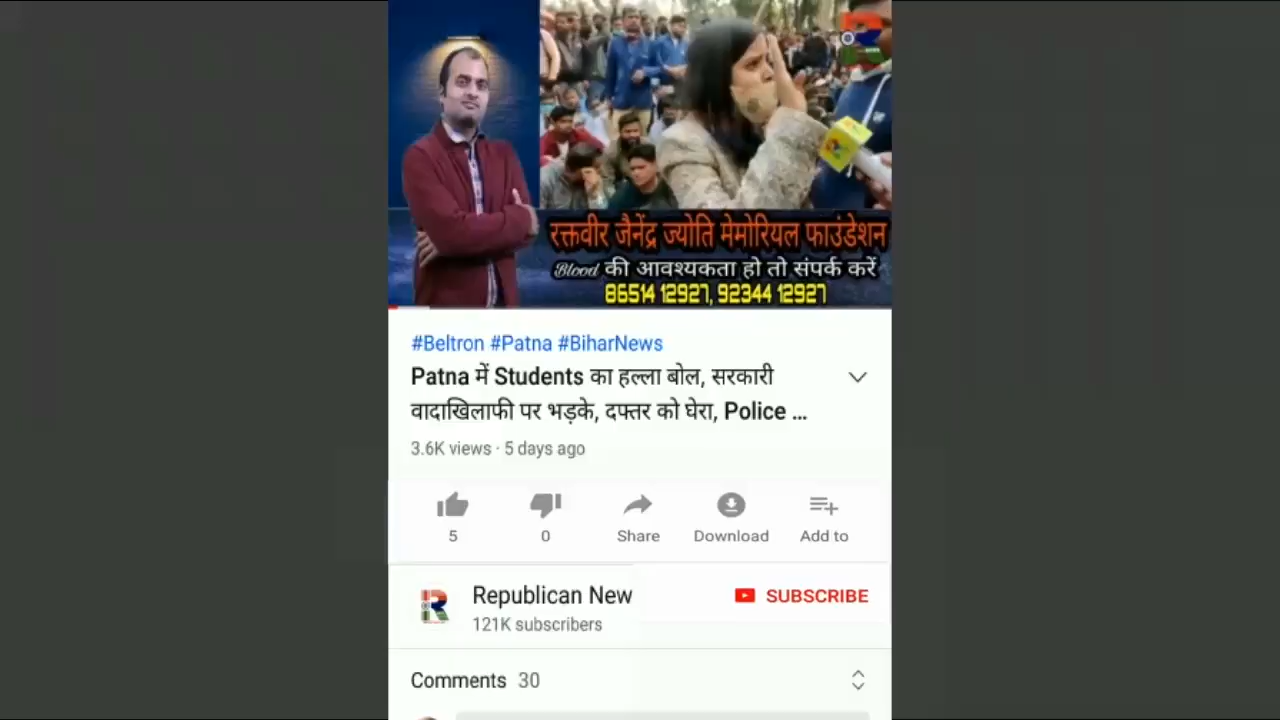 रक्तवीर जैनेंद्र ज्योति मेमोरियल फाउंडेशन
Blood की आवश्यकता हो तो संपर्क करें
86514 12927, 92344 12927
#Beltron #Patna #BiharNews
Patna में Students का हल्ला बोल, सरकारी
वादाखिलाफी पर भड़के, दफ्तर को घेरा, Police ...
3.6K views · 5 days ago
5
0
Share
Download
Add to
Republican New
SUBSCRIBE
121K subscribers
Comments 30